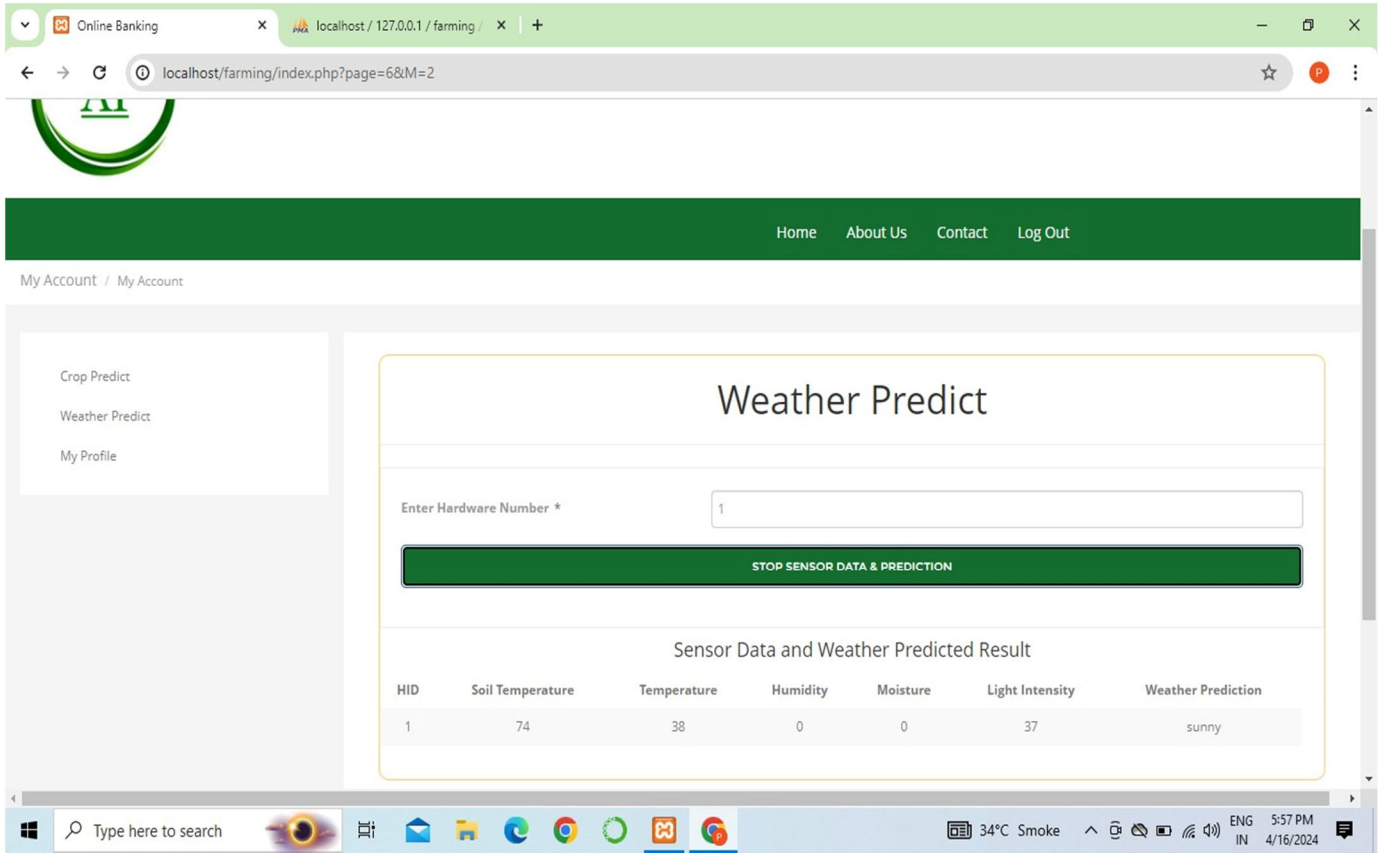 Online Banking
localhost / 127.0.0.1 / farming /
localhost/farming/index.php?page=6&M=2
P
AI
Home About Us Contact Log Out
My Account / My Account
Crop Predict
Weather Predict
My Profile
Weather Predict
Enter Hardware Number * 1
STOP SENSOR DATA & PREDICTION
Sensor Data and Weather Predicted Result
HID Soil Temperature Temperature Humidity Moisture Light Intensity Weather Prediction
1 74 38 0 0 37 sunny
Type here to search
34°C Smoke
ENG 5:57 PM
IN 4/16/2024